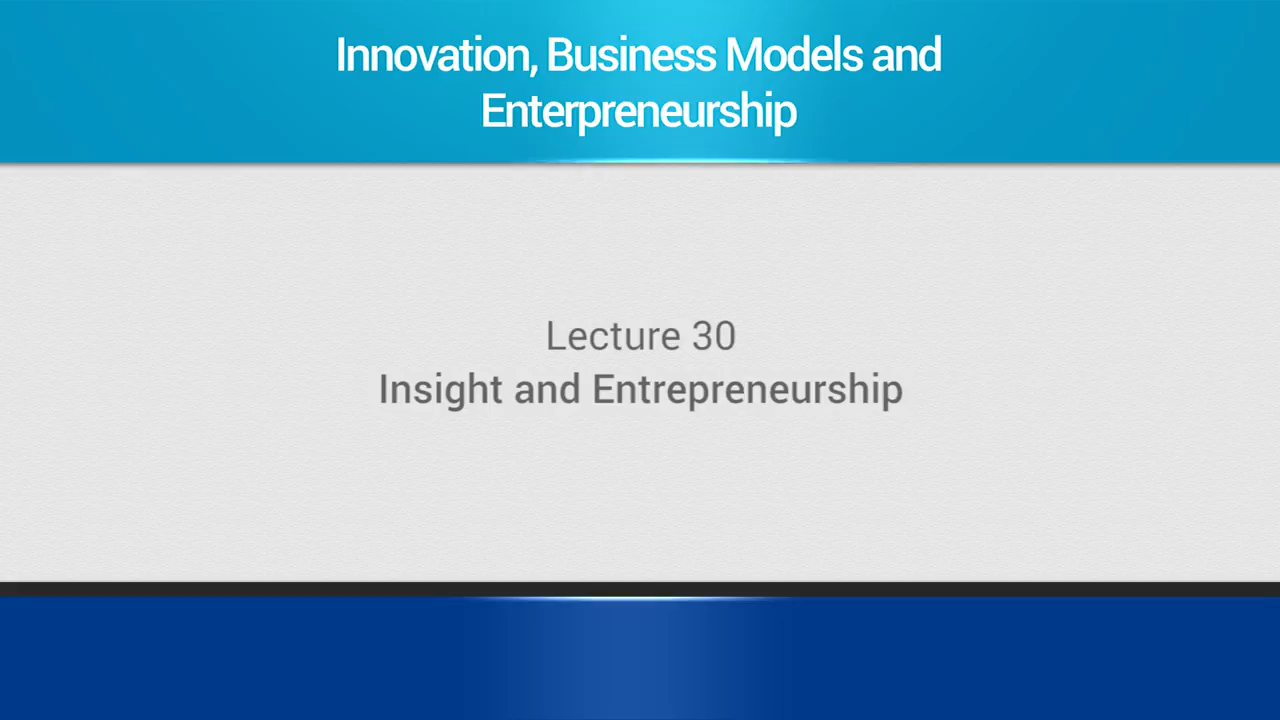 Innovation, Business Models and
Enterpreneurship
Lecture 30
Insight and Entrepreneurship